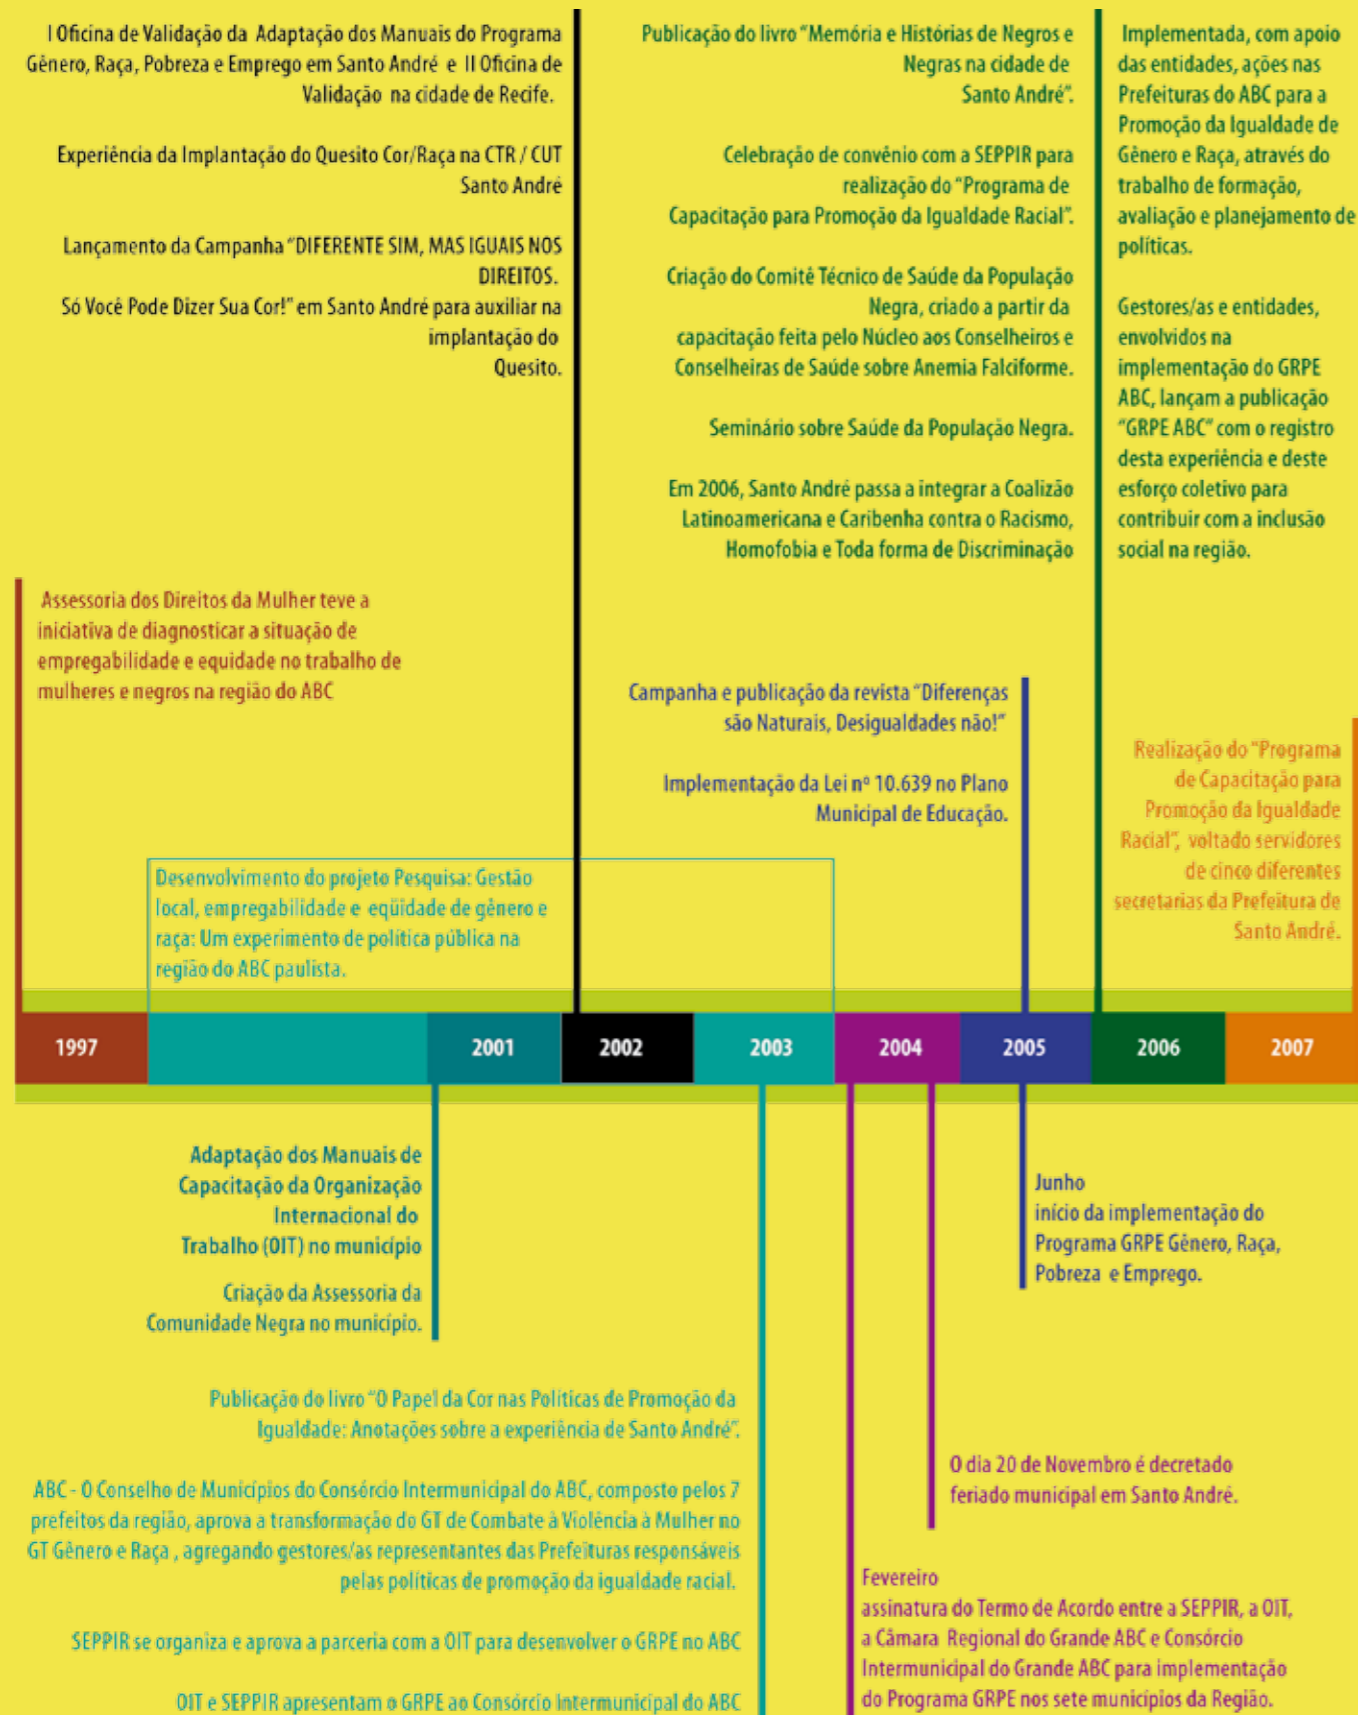 I Oficina de Validação da Adaptação dos Manuais do Programa
Gênero, Raça, Pobreza e Emprego em Santo André e II Oficina de
Validação na cidade de Recife.
Experiência da Implantação do Quesito Cor/Raça na CTR / CUT
Santo André
Lançamento da Campanha "DIFERENTE SIM, MAS IGUAIS NOS
DIREITOS.
Só Você Pode Dizer Sua Cor!" em Santo André para auxiliar na
implantação do
Quesito.
Publicação do livro "Memória e Histórias de Negros e
Negras na cidade de
Santo André".
Celebração de convênio com a SEPPIR para
realização do "Programa de
Capacitação para Promoção da Igualdade Racial".
Criação do Comitê Técnico de Saúde da População
Negra, criado a partir da
capacitação feita pelo Núcleo aos Conselheiros e
Conselheiras de Saúde sobre Anemia Falciforme.
Seminário sobre Saúde da População Negra.
Em 2006, Santo André passa a integrar a Coalizão
Latinoamericana e Caribenha contra o Racismo,
Homofobia e Toda forma de Discriminação
Implementada, com apoio
das entidades, ações nas
Prefeituras do ABC para a
Promoção da Igualdade de
Gênero e Raça, através do
trabalho de formação,
avaliação e planejamento de
políticas.
Gestores/as e entidades,
envolvidos na
implementação do GRPE
ABC, lançam a publicação
"GRPE ABC" com o registro
desta experiência e deste
esforço coletivo para
contribuir com a inclusão
social na região.
Assessoria dos Direitos da Mulher teve a
iniciativa de diagnosticar a situação de
empregabilidade e equidade no trabalho de
mulheres e negros na região do ABC
Campanha e publicação da revista "Diferenças
são Naturais, Desigualdades não!"
Implementação da Lei nº 10.639 no Plano
Municipal de Educação.
Realização do "Programa
de Capacitação para
Promoção da Igualdade
Racial", voltado servidores
de cinco diferentes
secretarias da Prefeitura de
Santo André.
Desenvolvimento do projeto Pesquisa: Gestão
local, empregabilidade e eqüidade de gênero e
raça: Um experimento de política pública na
região do ABC paulista.
1997
2001
2002
2003
2004
2005
2006
2007
Adaptação dos Manuais de
Capacitação da Organização
Internacional do
Trabalho (OIT) no município
Criação da Assessoria da
Comunidade Negra no município.
Junho
início da implementação do
Programa GRPE Gênero, Raça,
Pobreza e Emprego.
Publicação do livro "O Papel da Cor nas Políticas de Promoção da
Igualdade: Anotações sobre a experiência de Santo André".
ABC - O Conselho de Municípios do Consórcio Intermunicipal do ABC, composto pelos 7
prefeitos da região, aprova a transformação do GT de Combate à Violência à Mulher no
GT Gênero e Raça , agregando gestores/as representantes das Prefeituras responsáveis
pelas políticas de promoção da igualdade racial.
SEPPIR se organiza e aprova a parceria com a OIT para desenvolver o GRPE no ABC
OIT e SEPPIR apresentam o GRPE ao Consórcio Intermunicipal do ABC
O dia 20 de Novembro é decretado
feriado municipal em Santo André.
Fevereiro
assinatura do Termo de Acordo entre a SEPPIR, a OIT,
a Câmara Regional do Grande ABC e Consórcio
Intermunicipal do Grande ABC para implementação
do Programa GRPE nos sete municípios da Região.